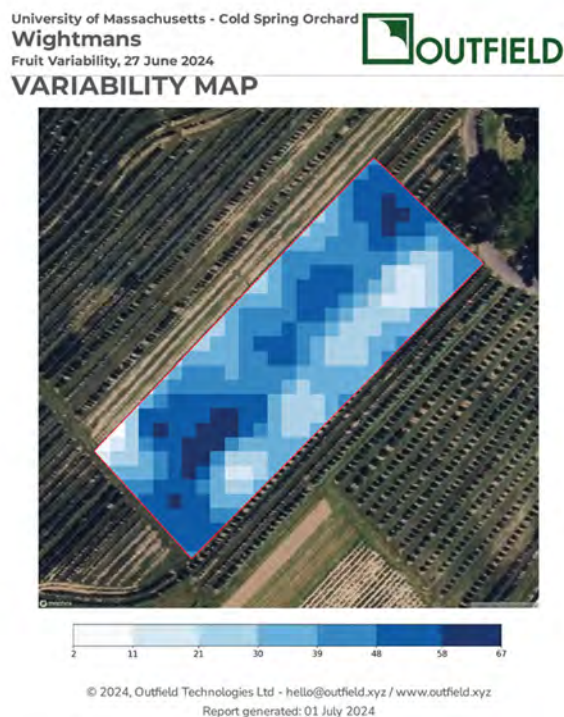 University of Massachusetts - Cold Spring Orchard
Wightmans
Fruit Variability, 27 June 2024
OUTFIELD
VARIABILITY MAP
2 11 21 30 39 48 58 67
© 2024, Outfield Technologies Ltd - hello@outfield.xyz / www.outfield.xyz
Report generated: 01 July 2024